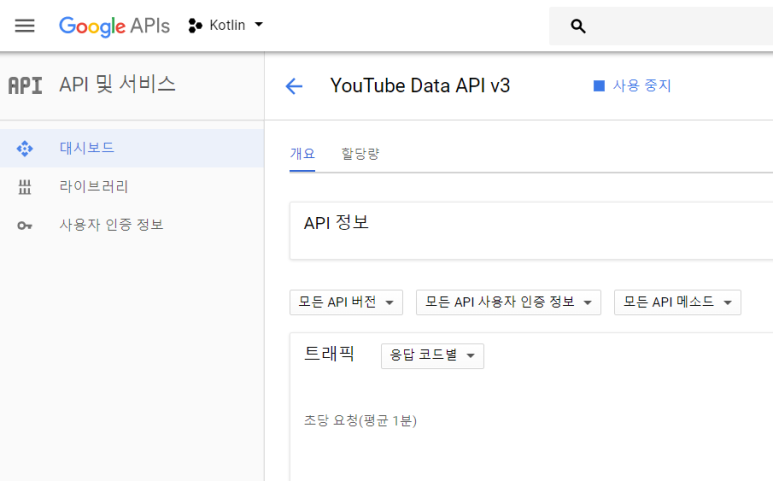 Google APIs Kotlin
API API 및 서비스
YouTube Data API v3 사용 중지
대시보드
라이브러리
사용자 인증 정보
개요 할당량
API 정보
모든 API 버전 모든 API 사용자 인증 정보 모든 API 메소드
트래픽 응답 코드별
초당 요청(평균 1분)